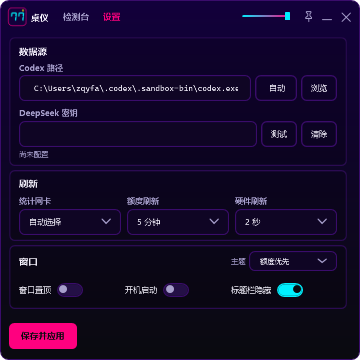 桌仪 检测台 设置
数据源
Codex 路径
C:\Users\zqyfa\.codex\.sandbox-bin\codex.exe 自动 浏览
DeepSeek 密钥
测试 清除
尚未配置
刷新
统计网卡 额度刷新 硬件刷新
自动选择 5 分钟 2 秒
窗口 主题 额度优先
窗口置顶 开机启动 标题栏隐藏
保存并应用